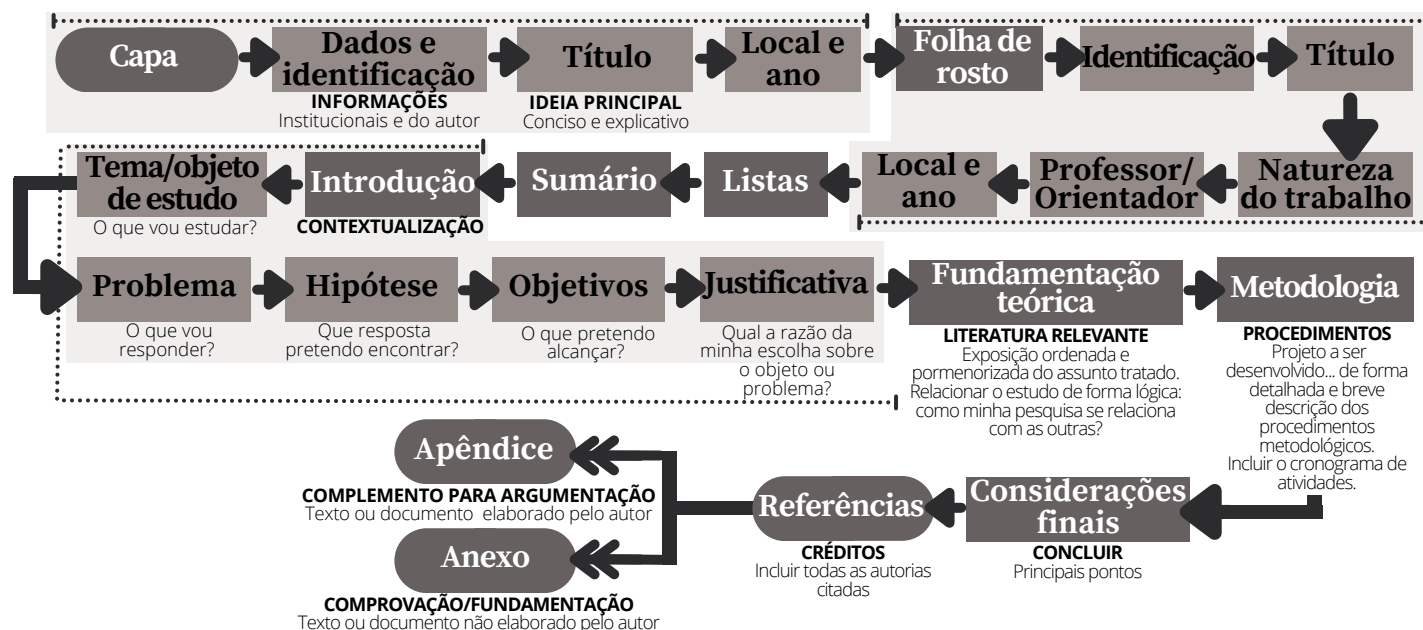 Capa
Dados e
identificação
INFORMAÇÕES
Institucionais e do autor
Título
IDEIA PRINCIPAL
Conciso e explicativo
Local e
ano
Folha de
rosto
Identificação
Título
Natureza
do trabalho
Professor/
Orientador
Local e
ano
Listas
Sumário
Introdução
CONTEXTUALIZAÇÃO
Tema/objeto
de estudo
O que vou estudar?
Problema
O que vou
responder?
Hipótese
Que resposta
pretendo encontrar?
Objetivos
O que pretendo
alcançar?
Justificativa
Qual a razão da
minha escolha sobre
o objeto ou
problema?
Fundamentação
teórica
LITERATURA RELEVANTE
Exposição ordenada e
pormenorizada do assunto tratado.
Relacionar o estudo de forma lógica:
como minha pesquisa se relaciona
com as outras?
Metodologia
PROCEDIMENTOS
Projeto a ser
desenvolvido... de forma
detalhada e breve
descrição dos
procedimentos
metodológicos.
Incluir o cronograma de
atividades.
Considerações
finais
CONCLUIR
Principais pontos
Referências
CRÉDITOS
Incluir todas as autorias
citadas
Apêndice
COMPLEMENTO PARA ARGUMENTAÇÃO
Texto ou documento elaborado pelo autor
Anexo
COMPROVAÇÃO/FUNDAMENTAÇÃO
Texto ou documento não elaborado pelo autor